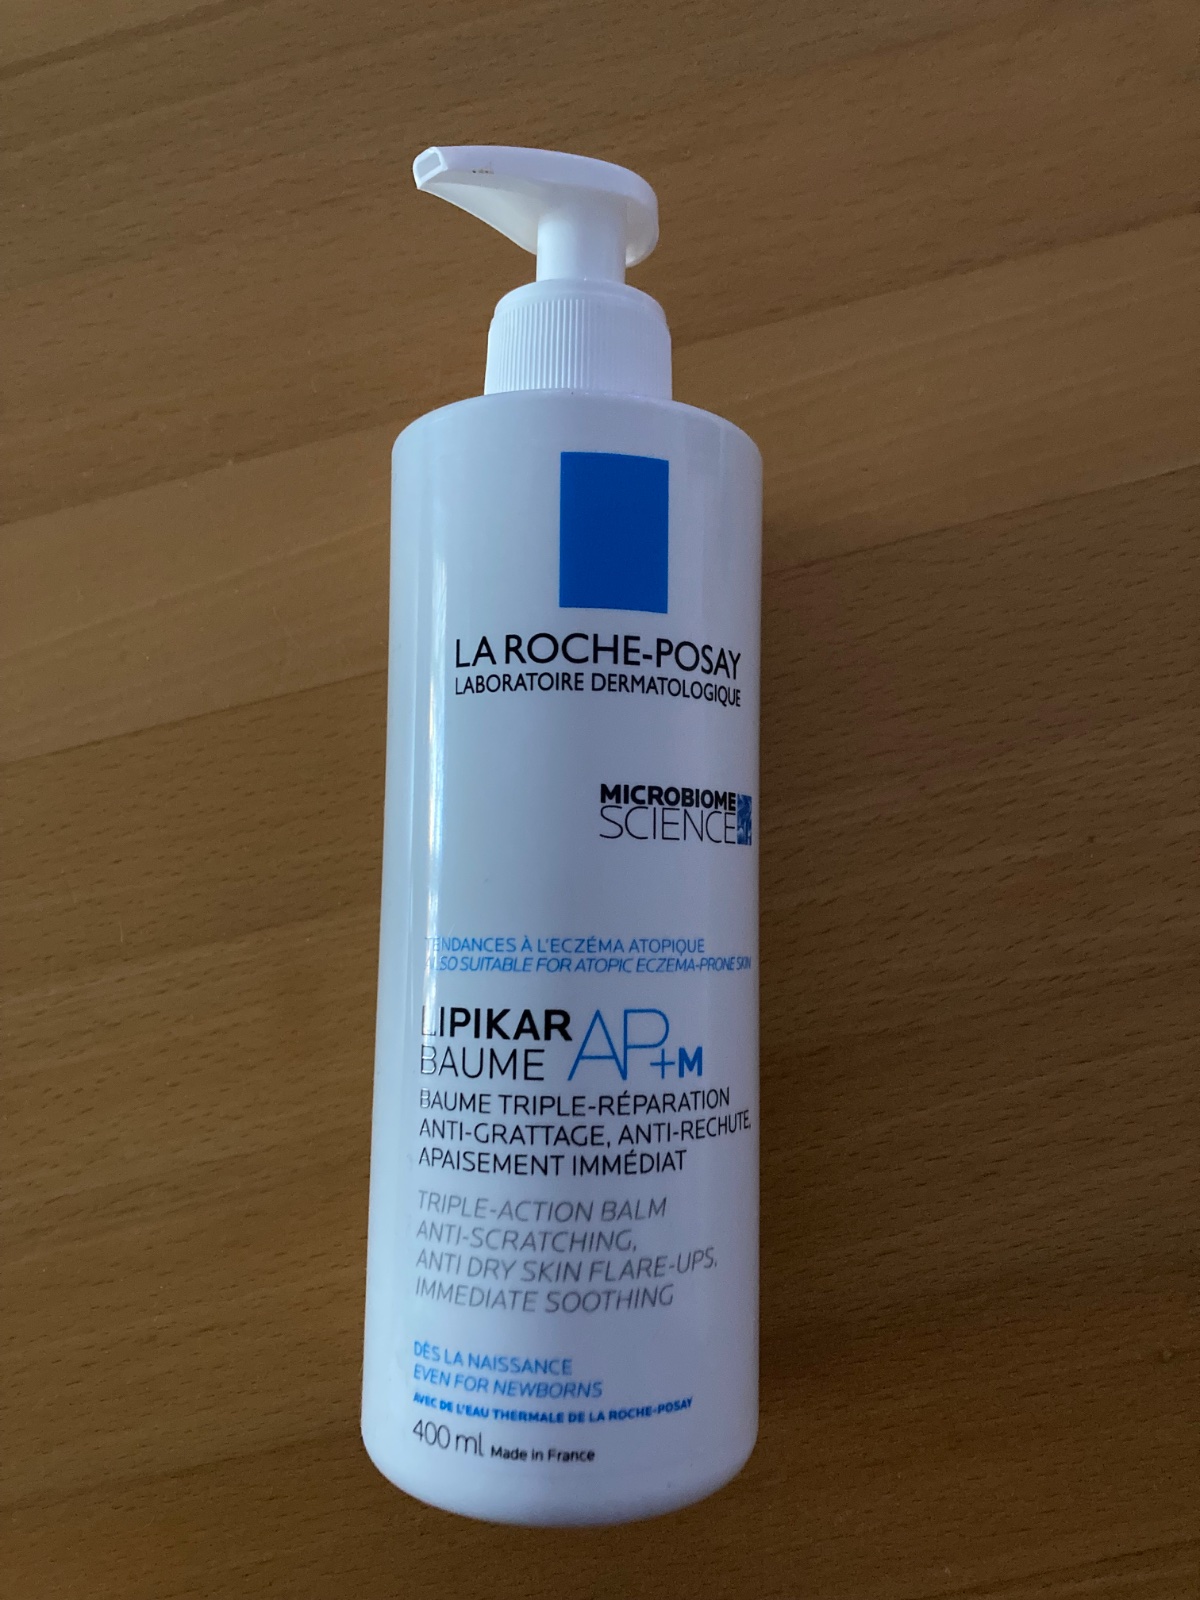 LA ROCHE-POSAY
LABORATOIRE DERMATOLOGIQUE
MICROBIOME
SCIENCE
TENDANCES À L'ECZÉMA ATOPIQUE
ALSO SUITABLE FOR ATOPIC ECZEMA-PRONE SKIN
LIPIKAR
BAUME AP+M
BAUME TRIPLE-RÉPARATION
ANTI-GRATTAGE, ANTI-RECHUTE,
APAISEMENT IMMÉDIAT
TRIPLE-ACTION BALM
ANTI-SCRATCHING,
ANTI DRY SKIN FLARE-UPS,
IMMEDIATE SOOTHING
DÈS LA NAISSANCE
EVEN FOR NEWBORNS
AVEC DE L'EAU THERMALE DE LA ROCHE-POSAY
400 ml Made in France